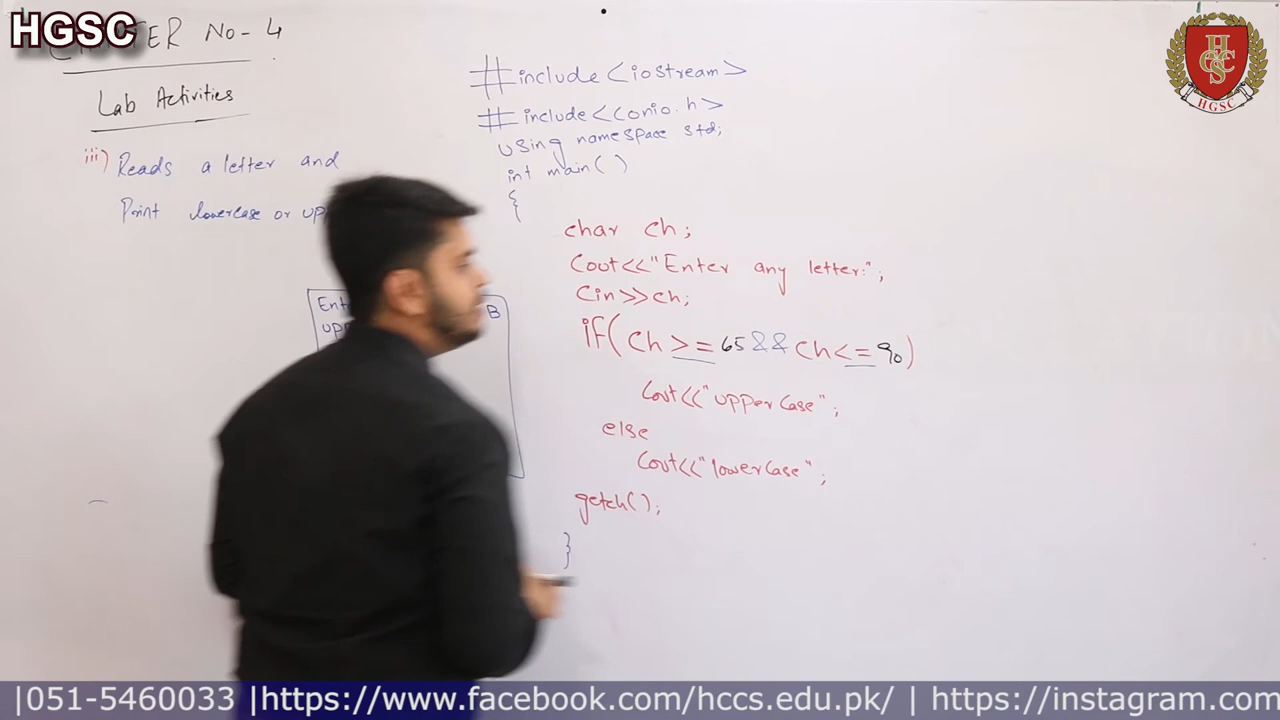 HGSC
No-4
Lab Activities
iii) Reads a letter and
Print lowercase or
B
#include<iostream>
#include<conio.h>
using namespace std;
int main()
{
char ch;
Cout<<"Enter any letter:";
Cin>>ch;
if(ch>=65&&ch<=90)
Cout<<"uppercase";
else
Cout<<"lowercase";
getch();
}
HGSC
|051-5460033 |https://www.facebook.com/hccs.edu.pk/ | https://instagram.com